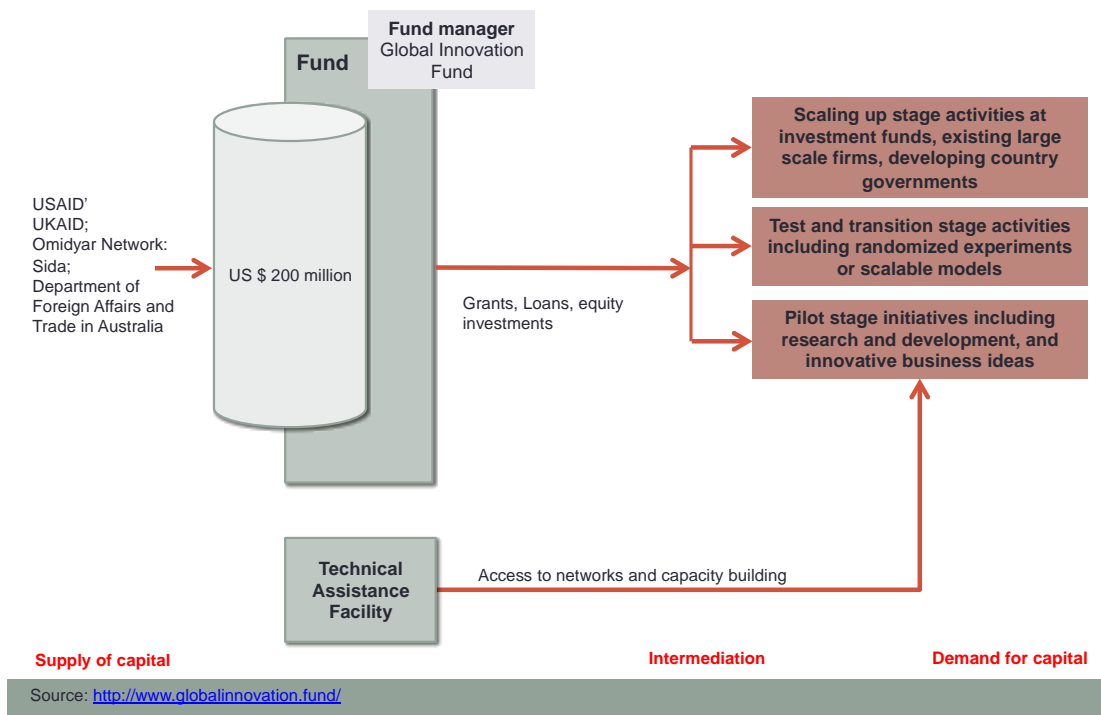 Fund manager
Global Innovation
Fund
Fund
US $ 200 million
USAID’
UKAID;
Omidyar Network:
Sida;
Department of
Foreign Affairs and
Trade in Australia
Grants, Loans, equity
investments
Scaling up stage activities at
investment funds, existing large
scale firms, developing country
governments
Test and transition stage activities
including randomized experiments
or scalable models
Pilot stage initiatives including
research and development, and
innovative business ideas
Technical
Assistance
Facility
Access to networks and capacity building
Supply of capital
Intermediation
Demand for capital
Source: http://www.globalinnovation.fund/